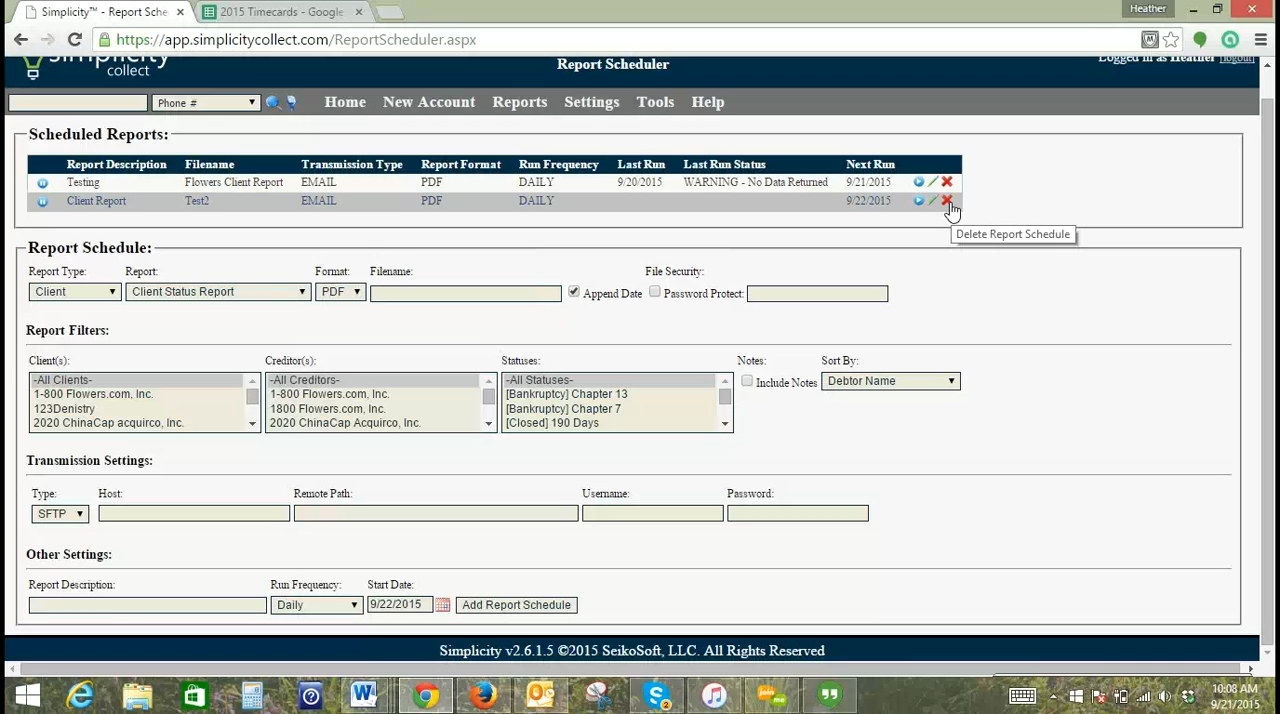 Simplicity™ - Report Sche
2015 Timecards - Google
Heather
https://app.simplicitycollect.com/ReportScheduler.aspx
simplicity
collect
Report Scheduler
Logged in as Heather [logout]
Phone #
Home New Account Reports Settings Tools Help
Scheduled Reports:
Report Description Filename Transmission Type Report Format Run Frequency Last Run Last Run Status Next Run
Testing Flowers Client Report EMAIL PDF DAILY 9/20/2015 WARNING - No Data Returned 9/21/2015
Client Report Test2 EMAIL PDF DAILY 9/22/2015
Delete Report Schedule
Report Schedule:
Report Type: Report: Format: Filename: File Security:
Client Client Status Report PDF Append Date Password Protect:
Report Filters:
Client(s): Creditor(s): Statuses: Notes: Sort By:
-All Clients- -All Creditors- -All Statuses- Include Notes Debtor Name
1-800 Flowers.com, Inc. 1-800 Flowers.com, Inc. [Bankruptcy] Chapter 13
123Denistry 1800 Flowers.com, Inc. [Bankruptcy] Chapter 7
2020 ChinaCap acquirco, Inc. 2020 ChinaCap Acquirco, Inc. [Closed] 190 Days
Transmission Settings:
Type: Host: Remote Path: Username: Password:
SFTP
Other Settings:
Report Description: Run Frequency: Start Date:
Daily 9/22/2015 Add Report Schedule
Simplicity v2.6.1.5 ©2015 SeikoSoft, LLC. All Rights Reserved
10:08 AM
9/21/2015